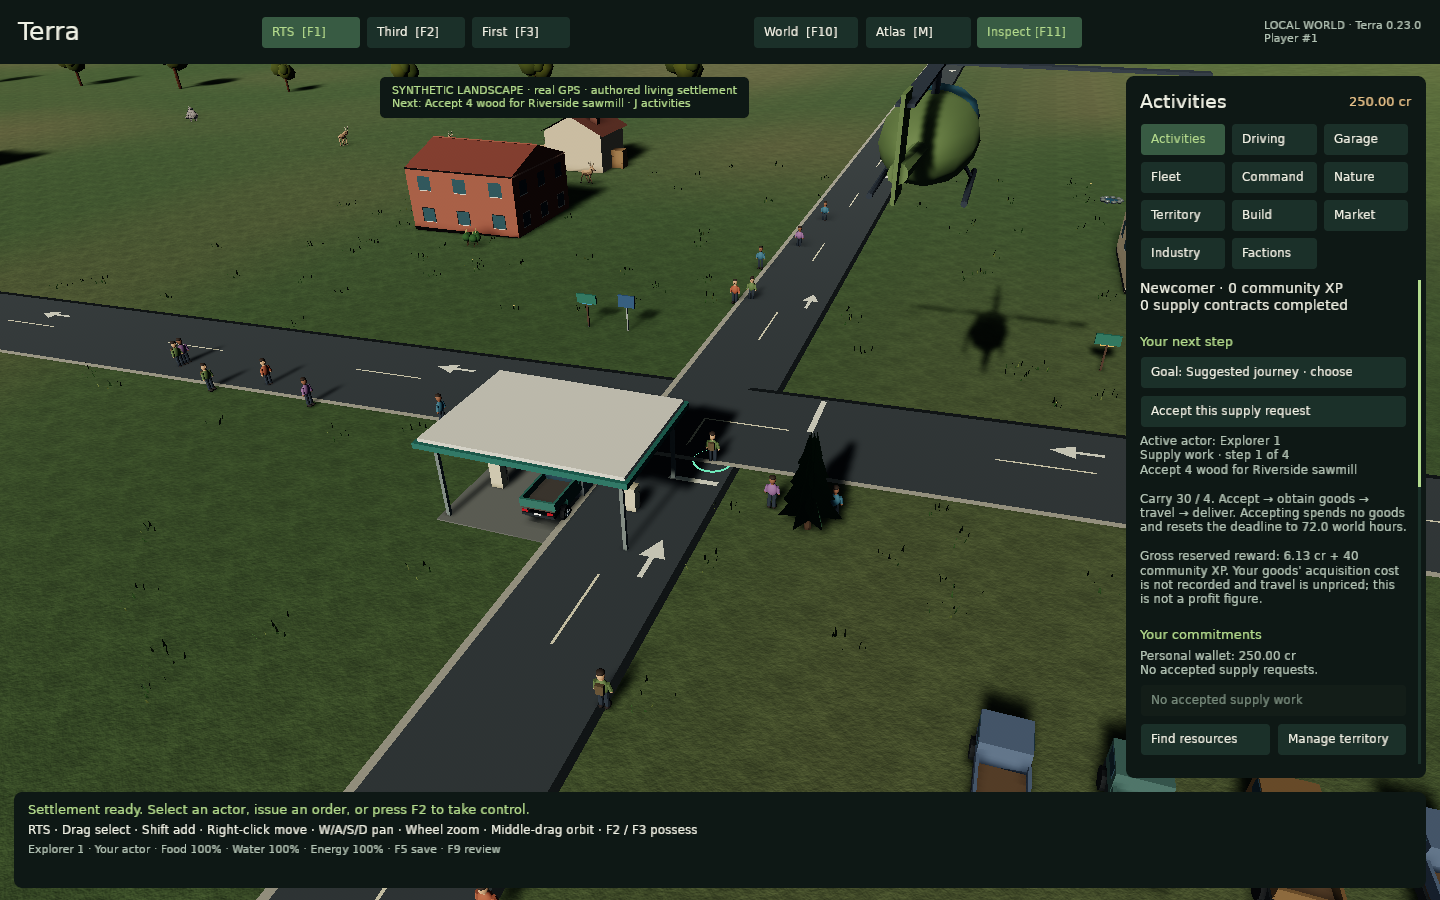 Terra
RTS [F1]
Third [F2]
First [F3]
World [F10]
Atlas [M]
Inspect [F11]
LOCAL WORLD · Terra 0.23.0
Player #1
SYNTHETIC LANDSCAPE · real GPS · authored living settlement
Next: Accept 4 wood for Riverside sawmill · J activities
Activities
250.00 cr
Activities
Driving
Garage
Fleet
Command
Nature
Territory
Build
Market
Industry
Factions
Newcomer · 0 community XP
0 supply contracts completed
Your next step
Goal: Suggested journey · choose
Accept this supply request
Active actor: Explorer 1
Supply work · step 1 of 4
Accept 4 wood for Riverside sawmill
Carry 30 / 4. Accept → obtain goods →
travel → deliver. Accepting spends no goods
and resets the deadline to 72.0 world hours.
Gross reserved reward: 6.13 cr + 40
community XP. Your goods' acquisition cost
is not recorded and travel is unpriced; this
is not a profit figure.
Your commitments
Personal wallet: 250.00 cr
No accepted supply requests.
No accepted supply work
Find resources
Manage territory
Settlement ready. Select an actor, issue an order, or press F2 to take control.
RTS · Drag select · Shift add · Right-click move · W/A/S/D pan · Wheel zoom · Middle-drag orbit · F2 / F3 possess
Explorer 1 · Your actor · Food 100% · Water 100% · Energy 100% · F5 save · F9 review